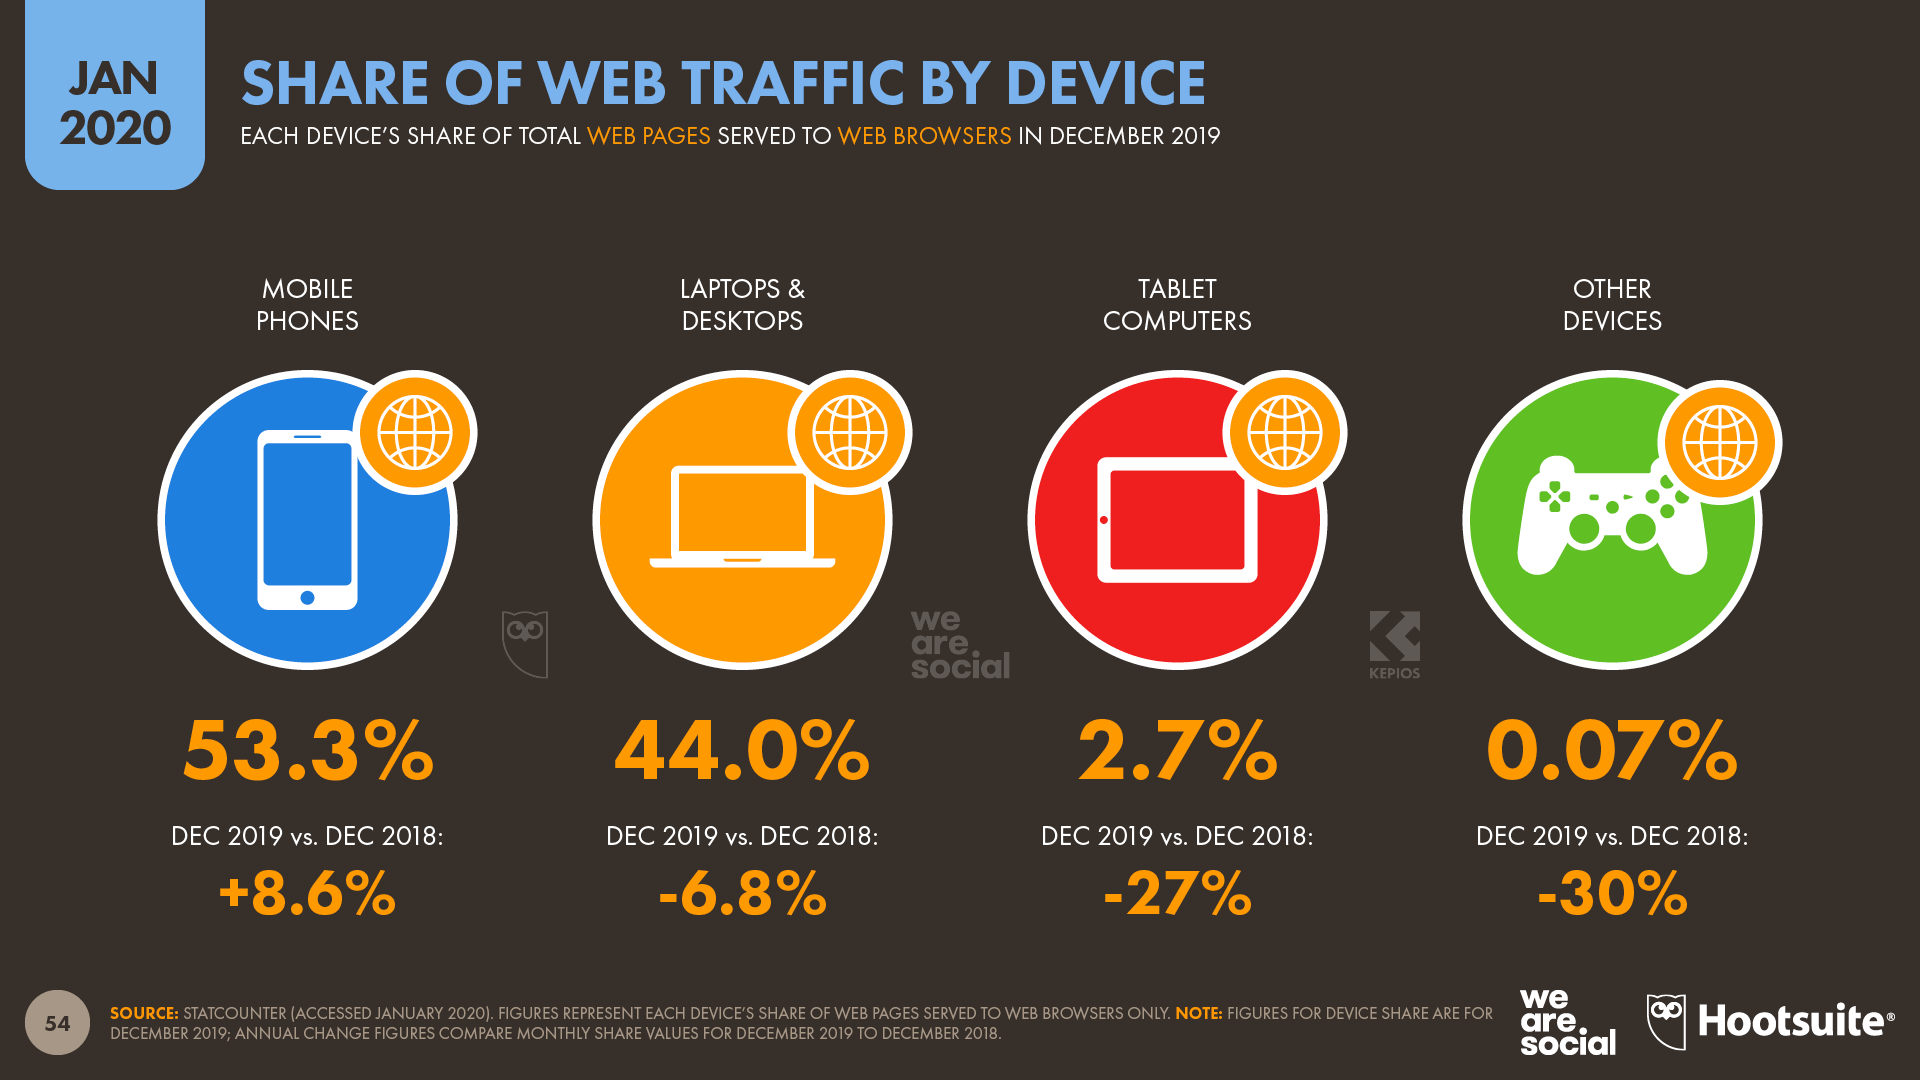 JAN
2020
SHARE OF WEB TRAFFIC BY DEVICE
EACH DEVICE’S SHARE OF TOTAL WEB PAGES SERVED TO WEB BROWSERS IN DECEMBER 2019
MOBILE
PHONES
LAPTOPS &
DESKTOPS
TABLET
COMPUTERS
OTHER
DEVICES
we
are
social
KEPIOS
53.3%
44.0%
2.7%
0.07%
DEC 2019 vs. DEC 2018:
DEC 2019 vs. DEC 2018:
DEC 2019 vs. DEC 2018:
DEC 2019 vs. DEC 2018:
+8.6%
-6.8%
-27%
-30%
54
SOURCE: STATCOUNTER (ACCESSED JANUARY 2020). FIGURES REPRESENT EACH DEVICE’S SHARE OF WEB PAGES SERVED TO WEB BROWSERS ONLY. NOTE: FIGURES FOR DEVICE SHARE ARE FOR
DECEMBER 2019; ANNUAL CHANGE FIGURES COMPARE MONTHLY SHARE VALUES FOR DECEMBER 2019 TO DECEMBER 2018.
we
are
social
Hootsuite®